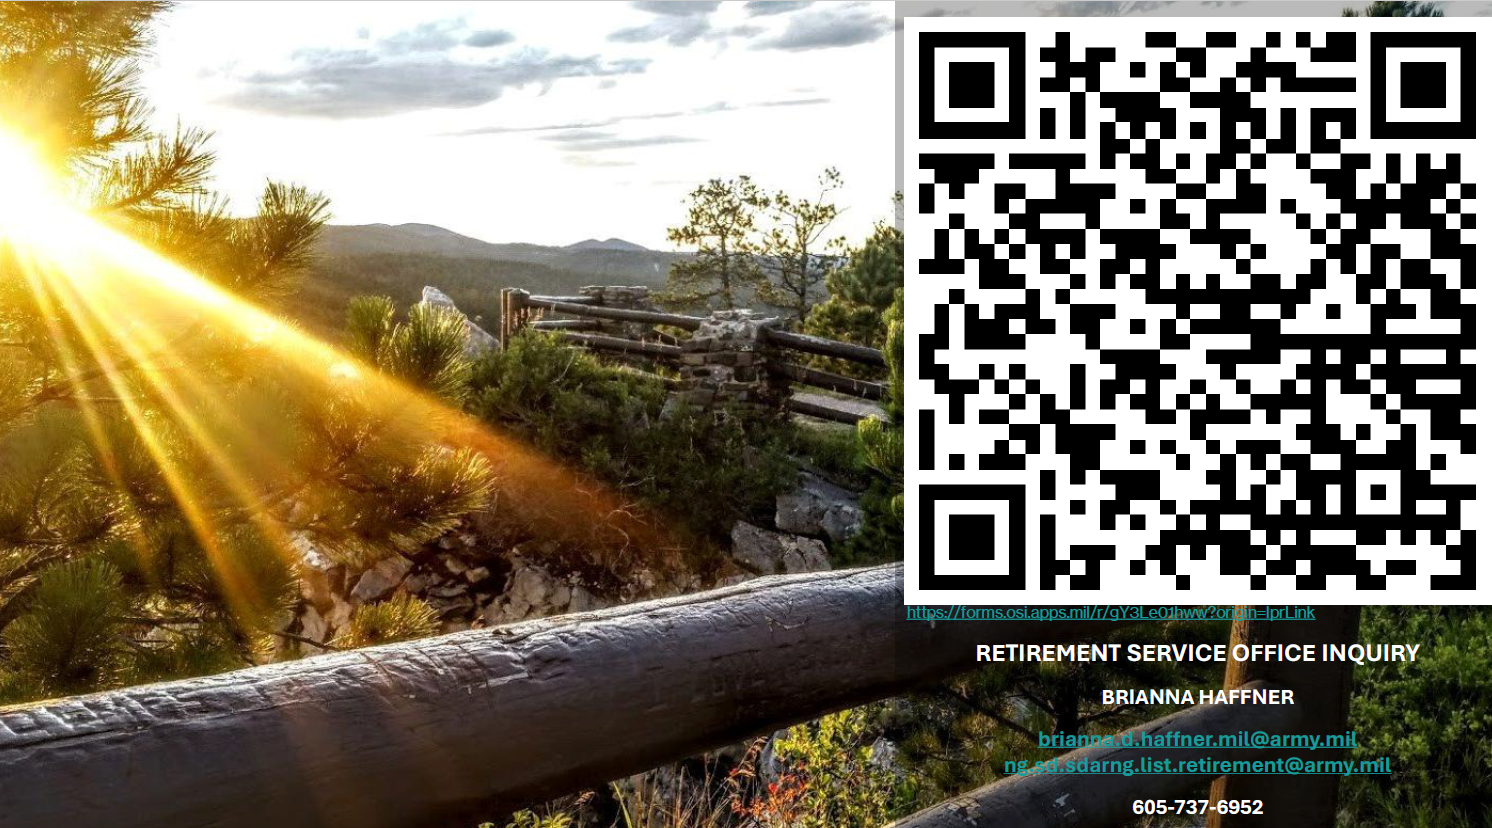 https://forms.osi.apps.mil/r/gY3Le01hww?origin=lprLink
RETIREMENT SERVICE OFFICE INQUIRY
BRIANNA HAFFNER
brianna.d.haffner.mil@army.mil
ng.sd.sdarng.list.retirement@army.mil
605-737-6952